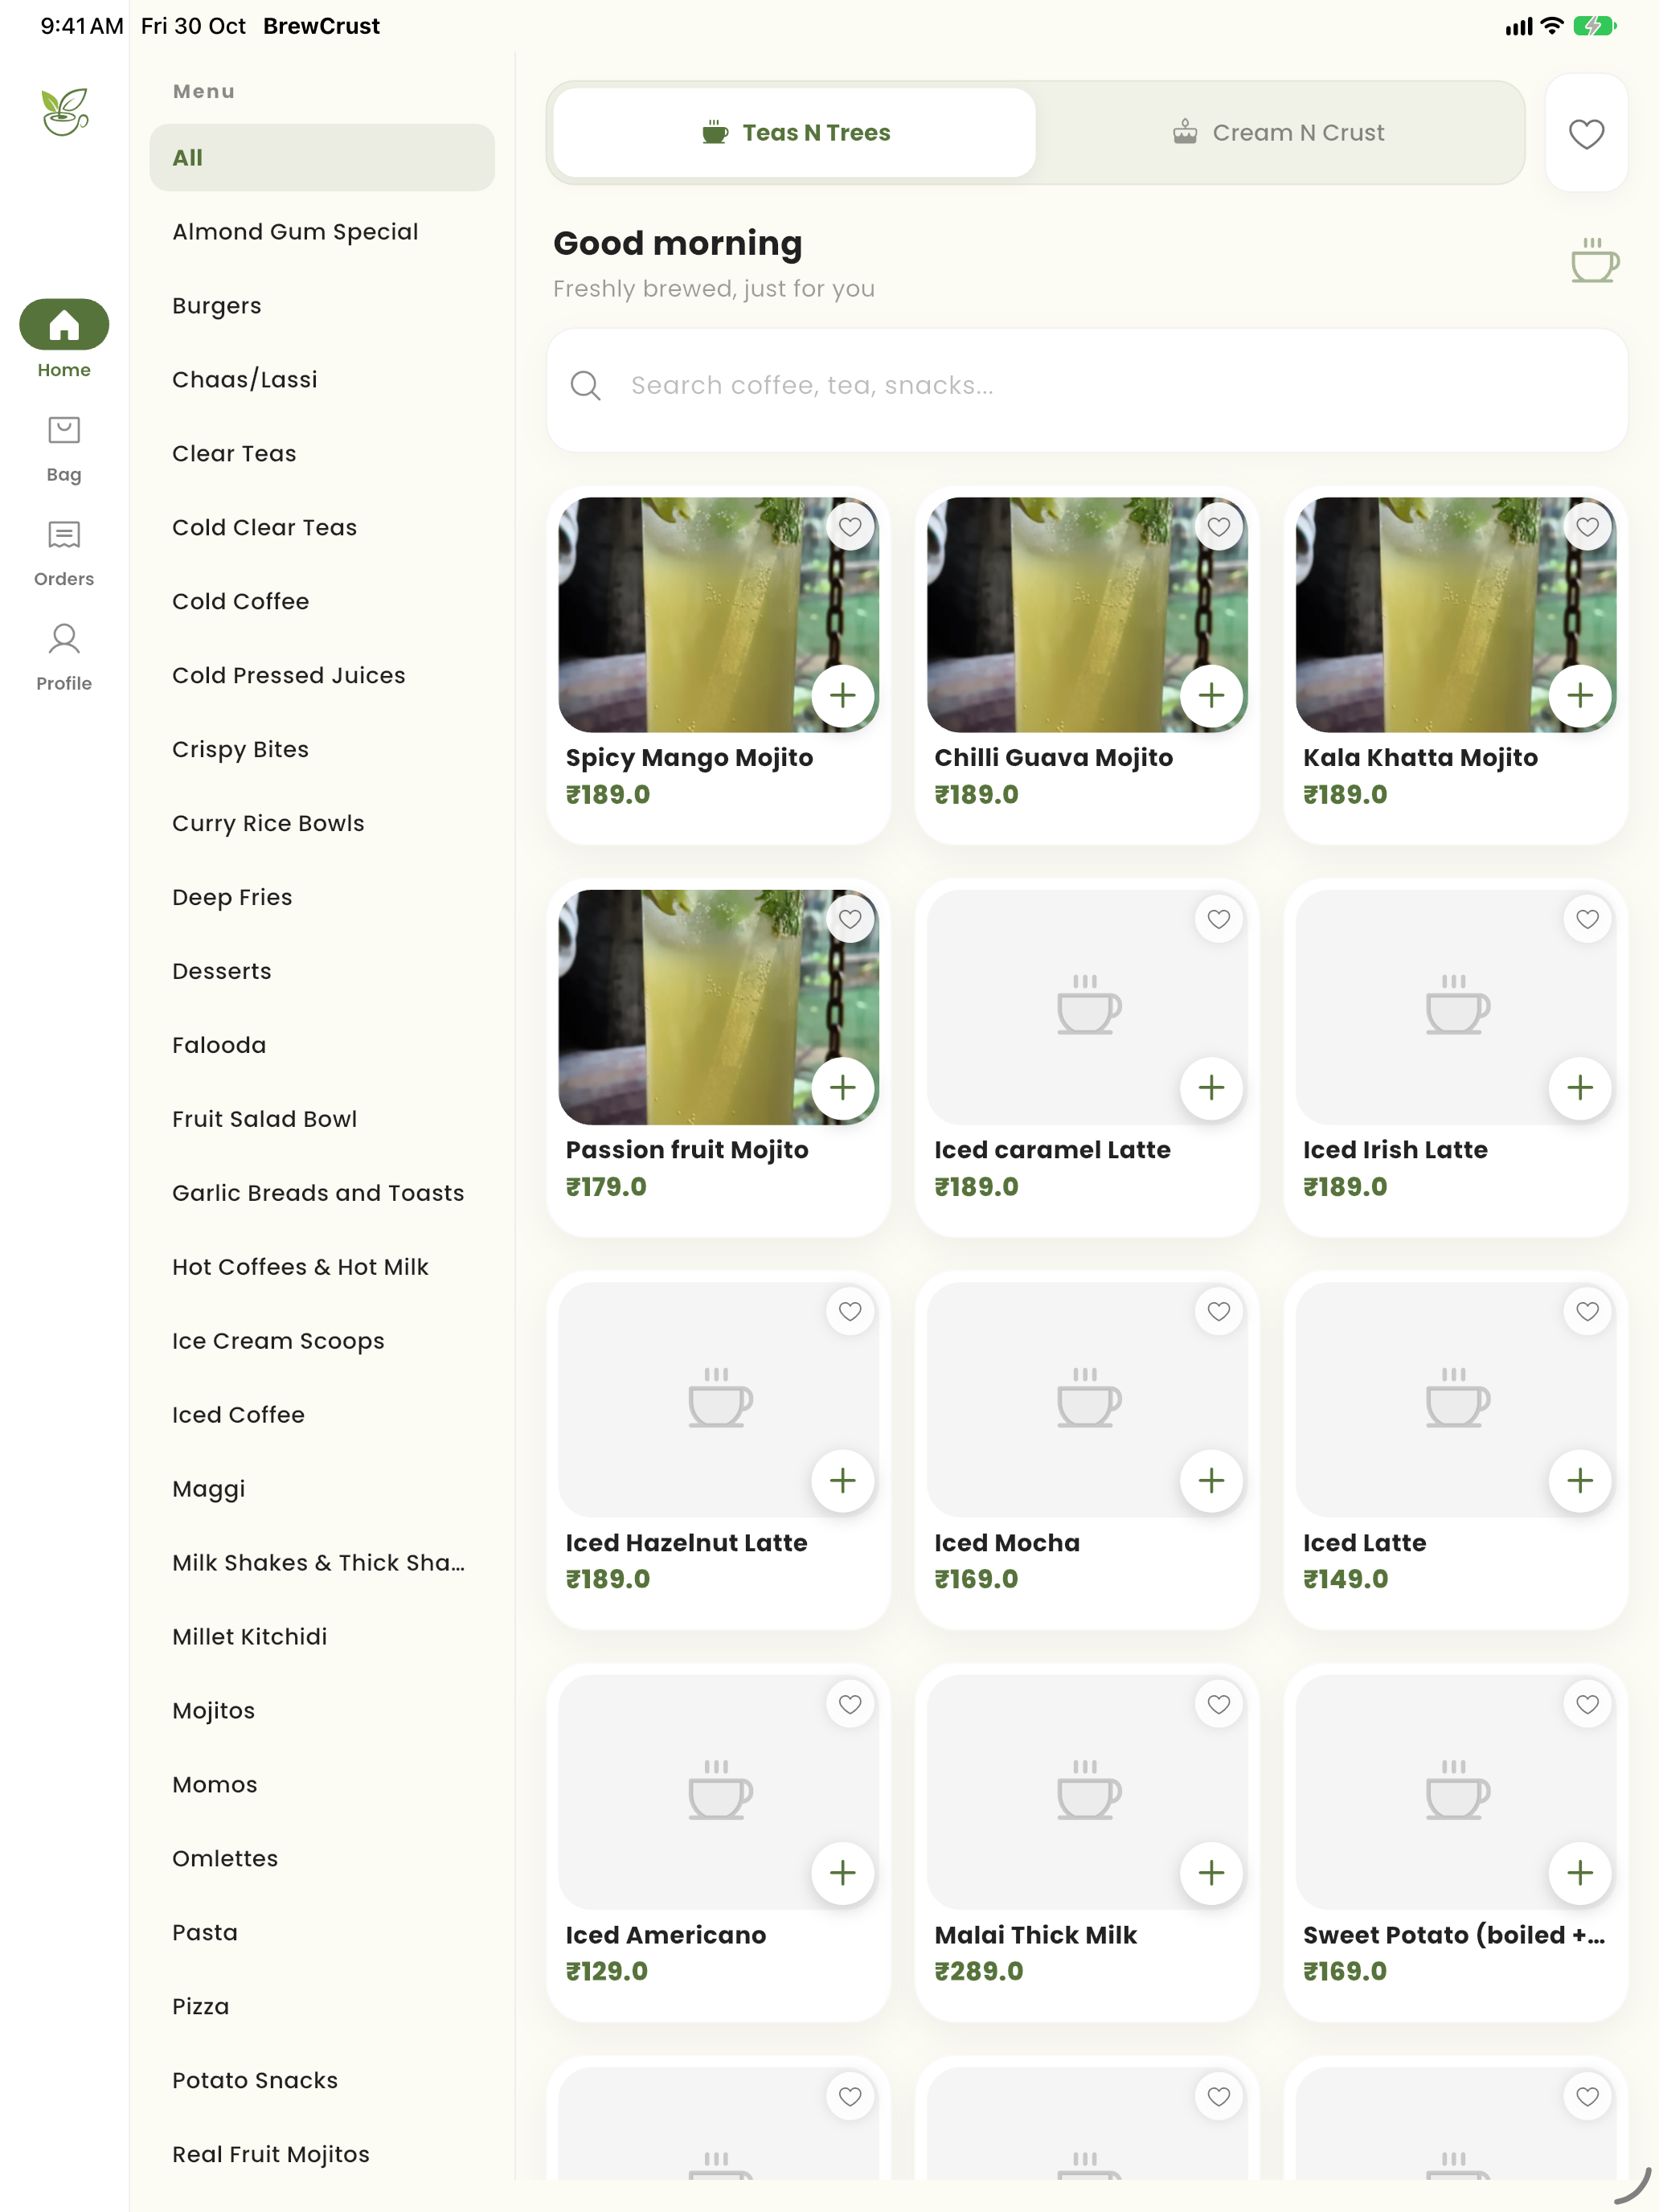 9:41 AM Fri 30 Oct BrewCrust
Menu
All
Almond Gum Special
Burgers
Chaas/Lassi
Clear Teas
Cold Clear Teas
Cold Coffee
Cold Pressed Juices
Crispy Bites
Curry Rice Bowls
Deep Fries
Desserts
Falooda
Fruit Salad Bowl
Garlic Breads and Toasts
Hot Coffees & Hot Milk
Ice Cream Scoops
Iced Coffee
Maggi
Milk Shakes & Thick Sha...
Millet Kitchidi
Mojitos
Momos
Omlettes
Pasta
Pizza
Potato Snacks
Real Fruit Mojitos
Home
Bag
Orders
Profile
Teas N Trees
Cream N Crust
Good morning
Freshly brewed, just for you
Search coffee, tea, snacks...
Spicy Mango Mojito
₹189.0
Chilli Guava Mojito
₹189.0
Kala Khatta Mojito
₹189.0
Passion fruit Mojito
₹179.0
Iced caramel Latte
₹189.0
Iced Irish Latte
₹189.0
Iced Hazelnut Latte
₹189.0
Iced Mocha
₹169.0
Iced Latte
₹149.0
Iced Americano
₹129.0
Malai Thick Milk
₹289.0
Sweet Potato (boiled +...
₹169.0